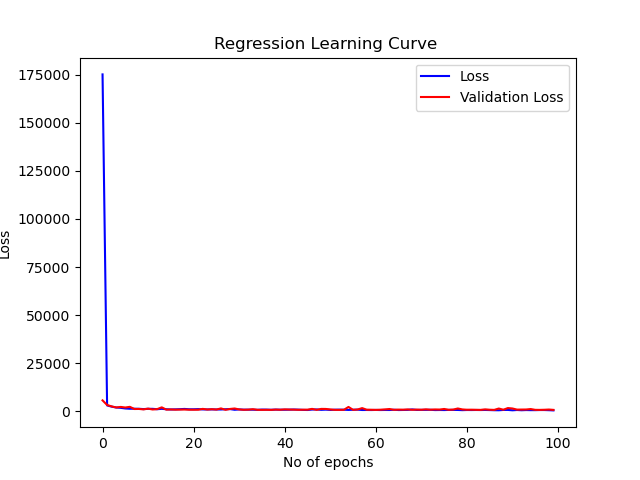 Regression Learning Curve
Loss
Validation Loss
175000
150000
125000
100000
75000
50000
25000
0
Loss
0 20 40 60 80 100
No of epochs